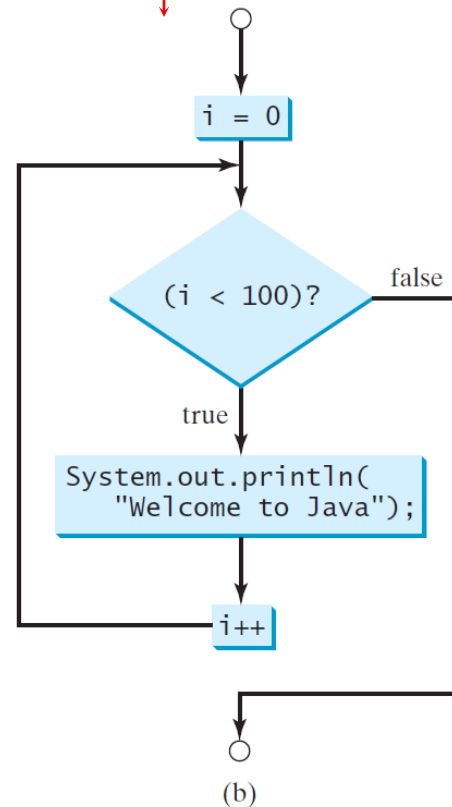 i = 0
(i < 100)?
false
true
System.out.println(
"Welcome to Java");
i++
(b)